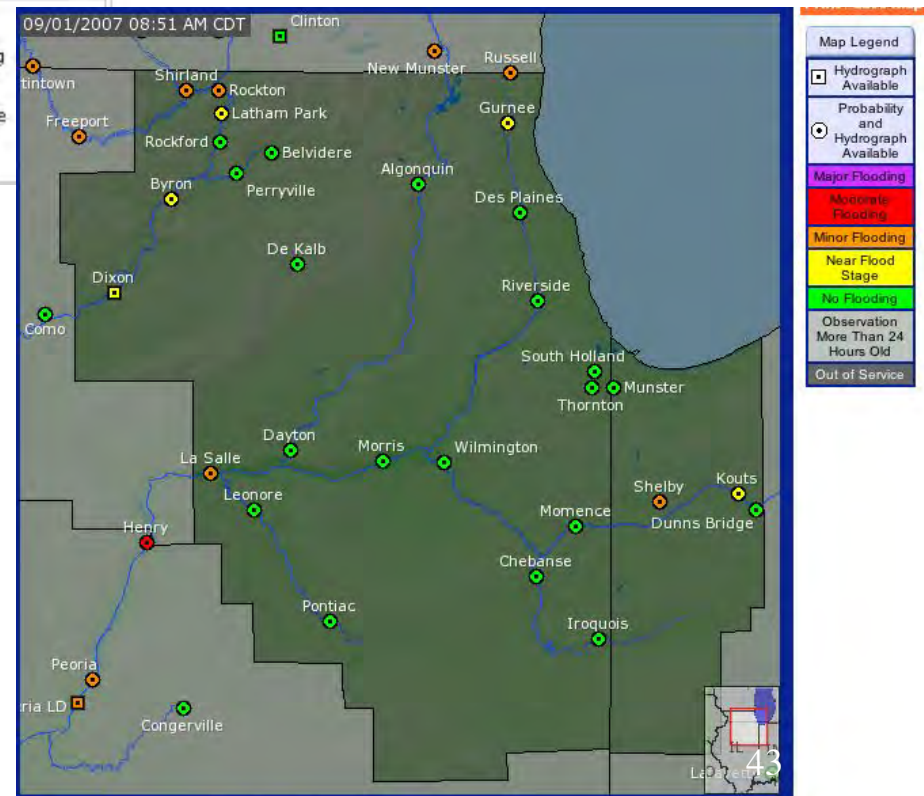 09/01/2007 08:51 AM CDT
Clinton
New Munster
Russell
tintown
Shirland
Rockton
Gurnee
Latham Park
Freeport
Rockford
Belvidere
Algonquin
Perryville
Byron
Des Plaines
De Kalb
Dixon
Riverside
Como
South Holland
Munster
Thornton
Dayton
Morris
Wilmington
La Salle
Shelby
Kouts
Leonore
Momence
Dunns Bridge
Henry
Chebanse
Pontiac
Iroquois
Peoria
ria LD
Congerville
IL
43
Map Legend
Hydrograph
Available
Probability
and
Hydrograph
Available
Major Flooding
Moderate
Flooding
Minor Flooding
Near Flood
Stage
No Flooding
Observation
More Than 24
Hours Old
Out of Service